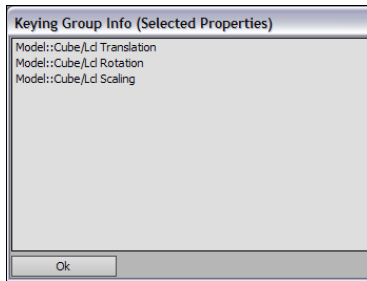 Keying Group Info (Selected Properties)
Model::Cube/Lcl Translation
Model::Cube/Lcl Rotation
Model::Cube/Lcl Scaling
Ok